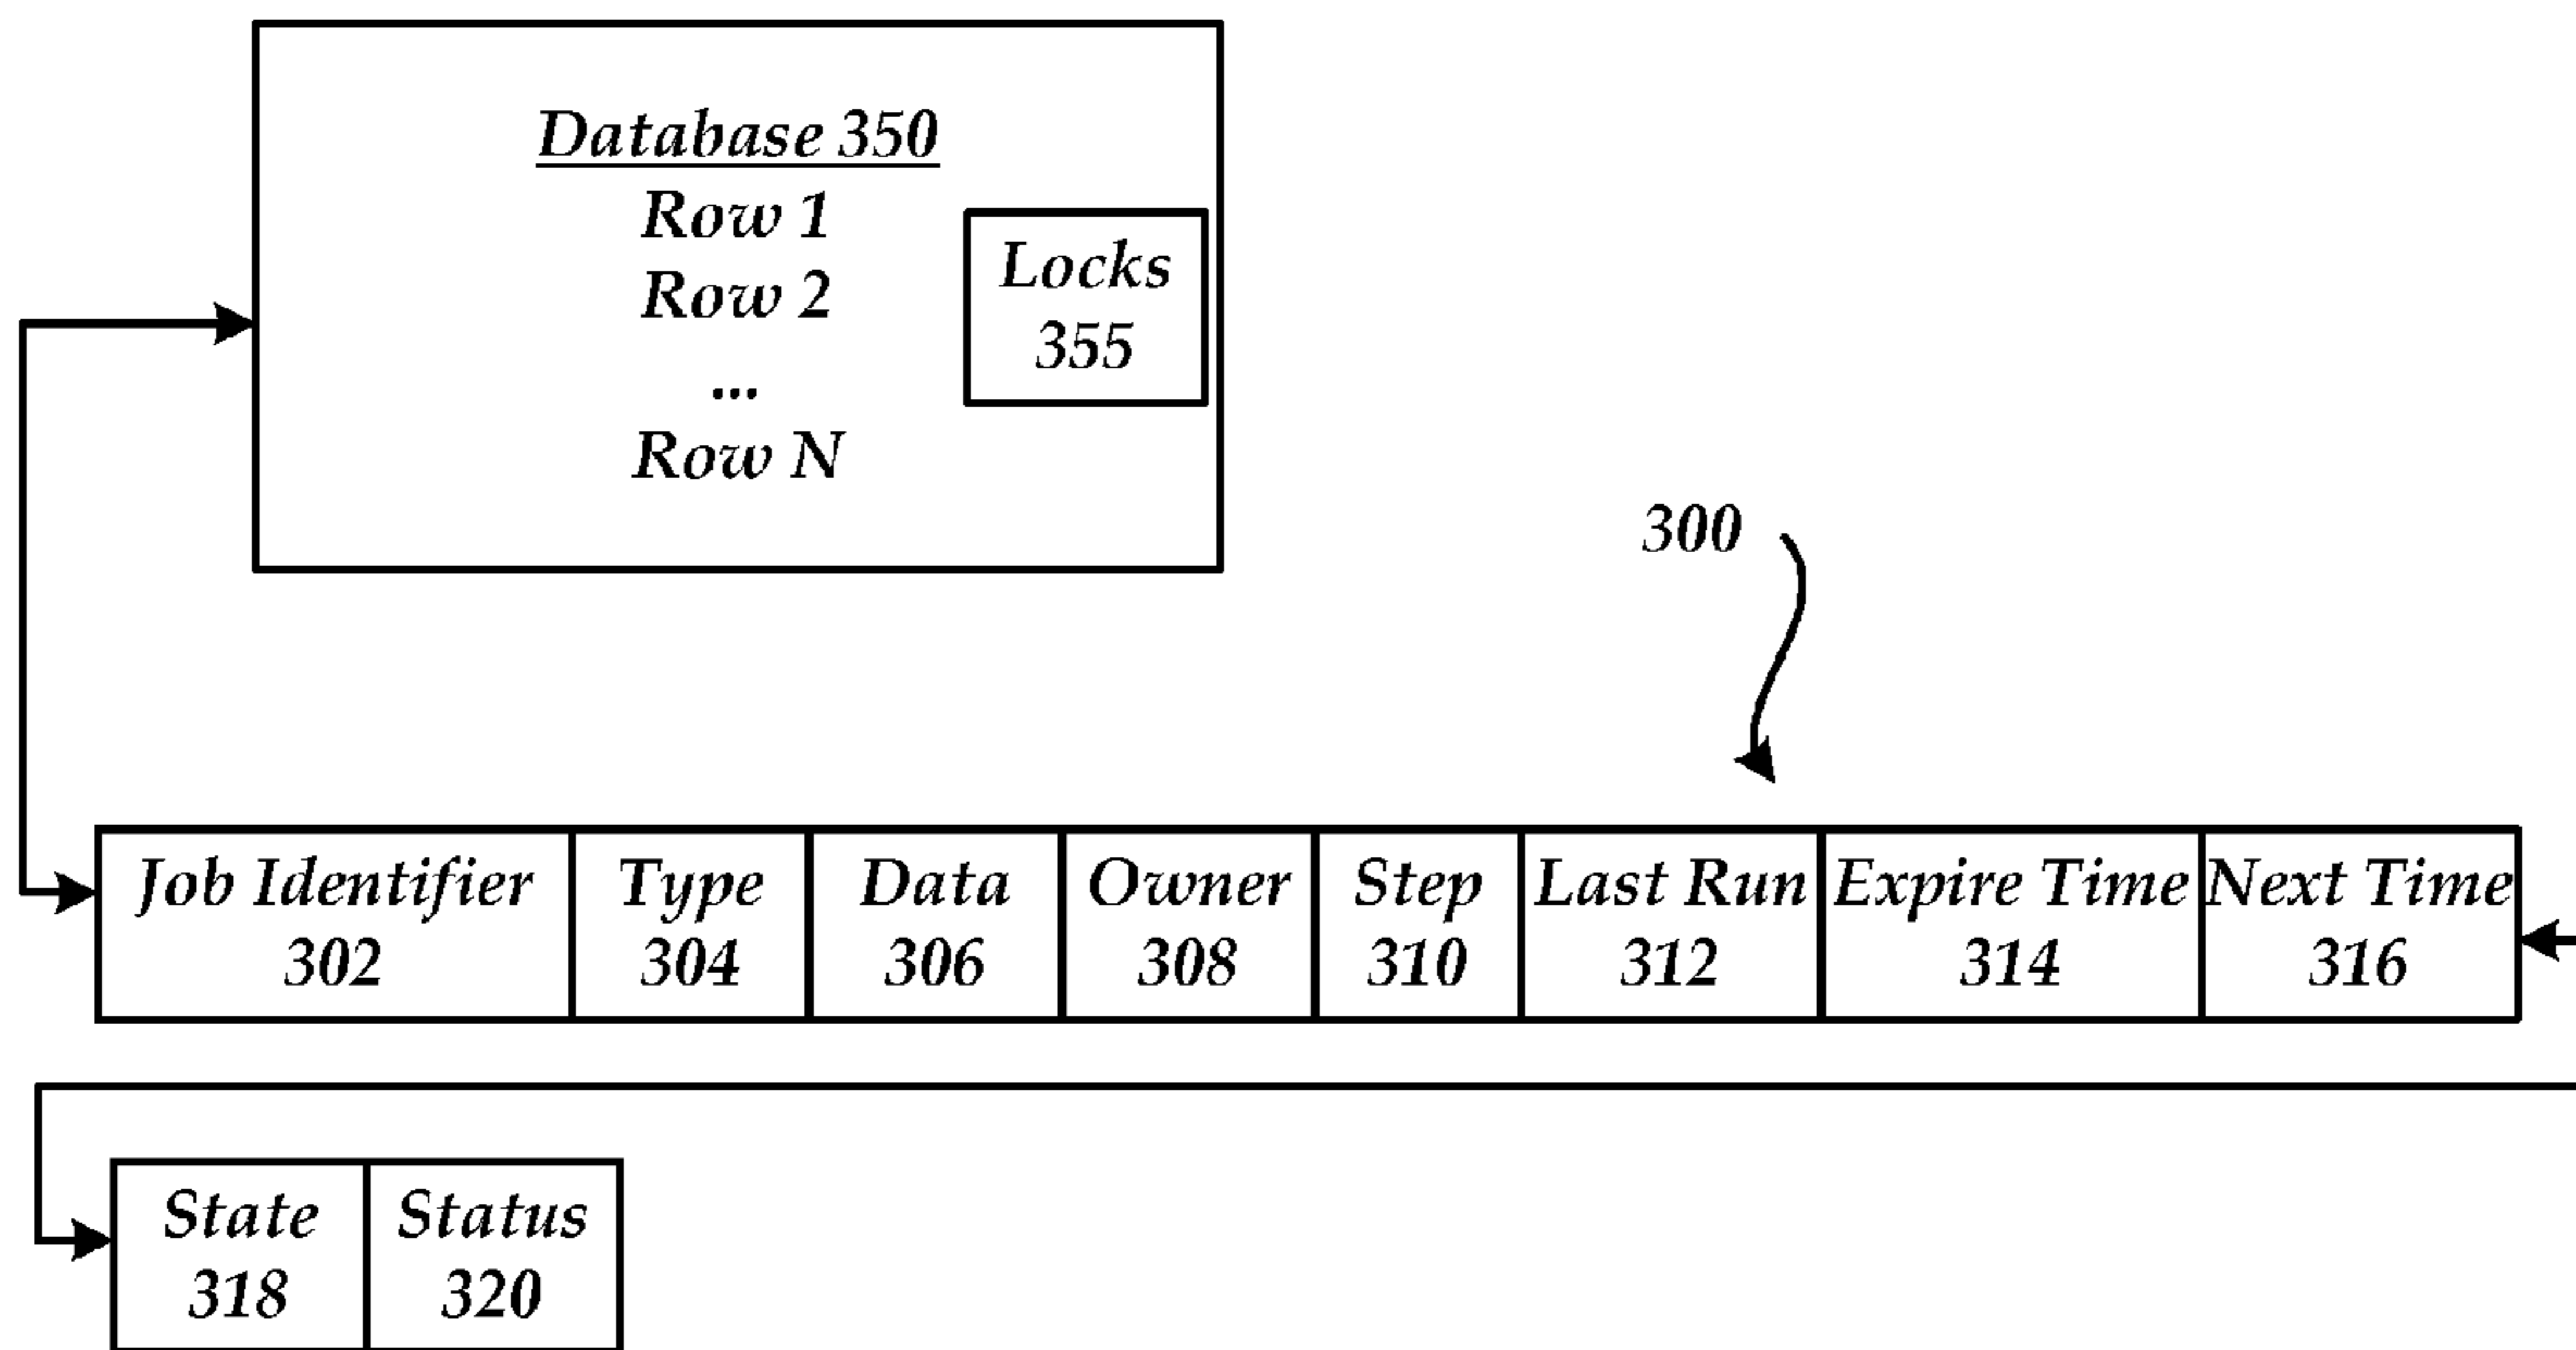 Database 350
Row 1
Row 2
...
Row N
Locks
355
300
Job Identifier
302
Type
304
Data
306
Owner
308
Step
310
Last Run
312
Expire Time
314
Next Time
316
State
318
Status
320